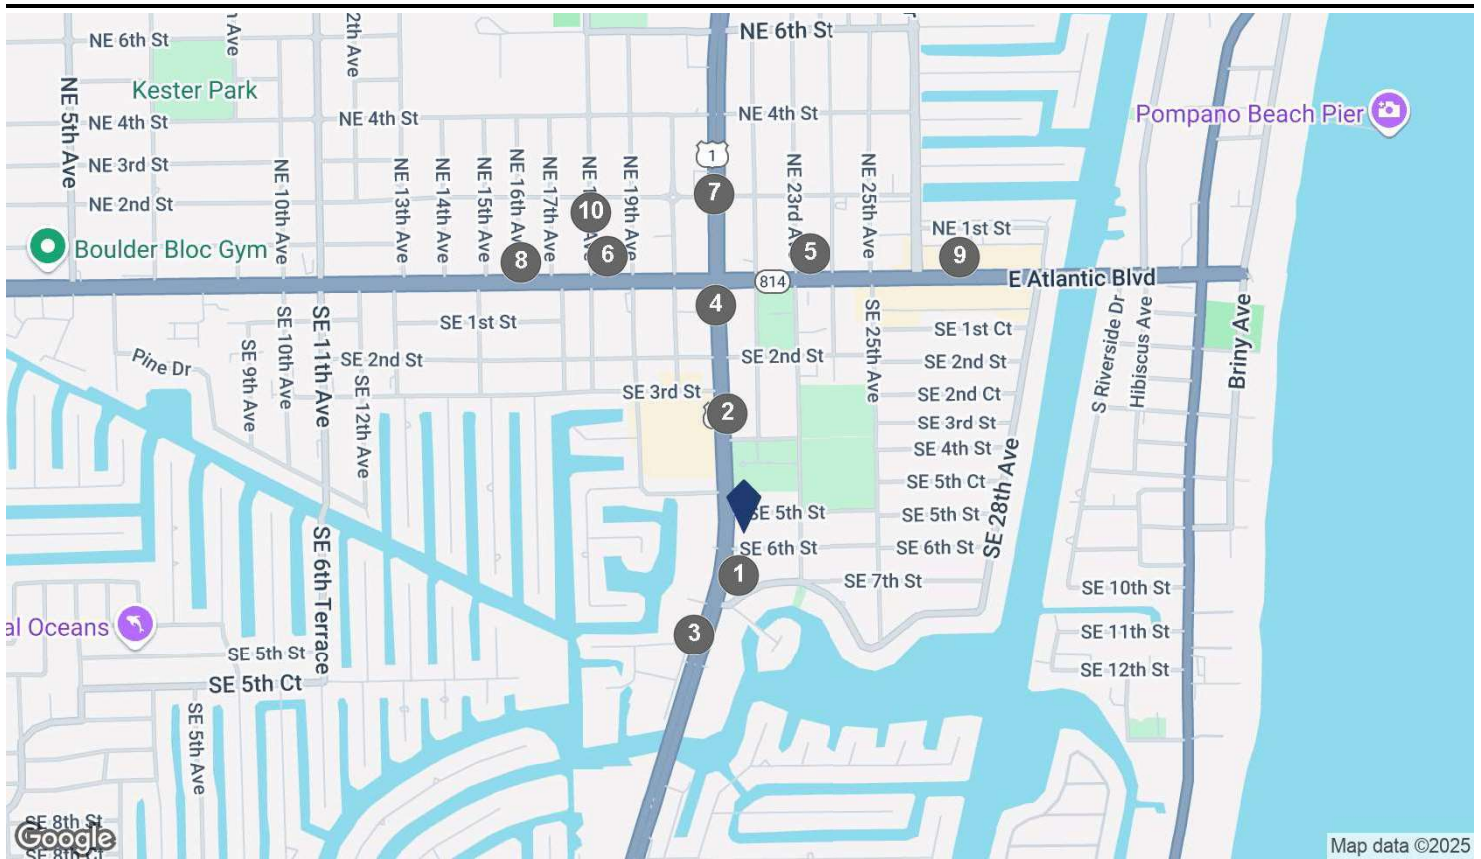 NE 6th St
NE 6th St
Kester Park
NE 5th Ave
NE 4th St
NE 4th St
NE 4th St
Pompano Beach Pier
1
NE 3rd St
NE 2nd St
NE 10th Ave
NE 13th Ave
NE 14th Ave
NE 15th Ave
NE 16th Ave
NE 17th Ave
NE 19th Ave
NE 23rd A
NE 25th Ave
7
10
NE 1st St
Boulder Bloc Gym
8
6
5
9
E Atlantic Blvd
814
4
SE 1st St
SE 1st Ct
Pine Dr
SE 9th Ave
SE 10th Ave
SE 11th Ave
SE 2nd St
SE 2nd St
SE 2nd St
SE 12th Ave
SE 25th Ave
S Riverside Dr
Hibiscus Ave
Briny Ave
SE 3rd St
SE 2nd Ct
2
SE 3rd St
SE 4th St
SE 5th Ct
SE 28th Ave
SE 5th St
SE 5th St
SE 6th St
SE 6th St
SE 6th Terrace
1
SE 7th St
SE 10th St
al Oceans
3
SE 11th St
SE 5th St
SE 12th St
SE 5th Ct
SE 5th Ave
SE 8th St
Google
SE 8th Ct
Map data ©2025